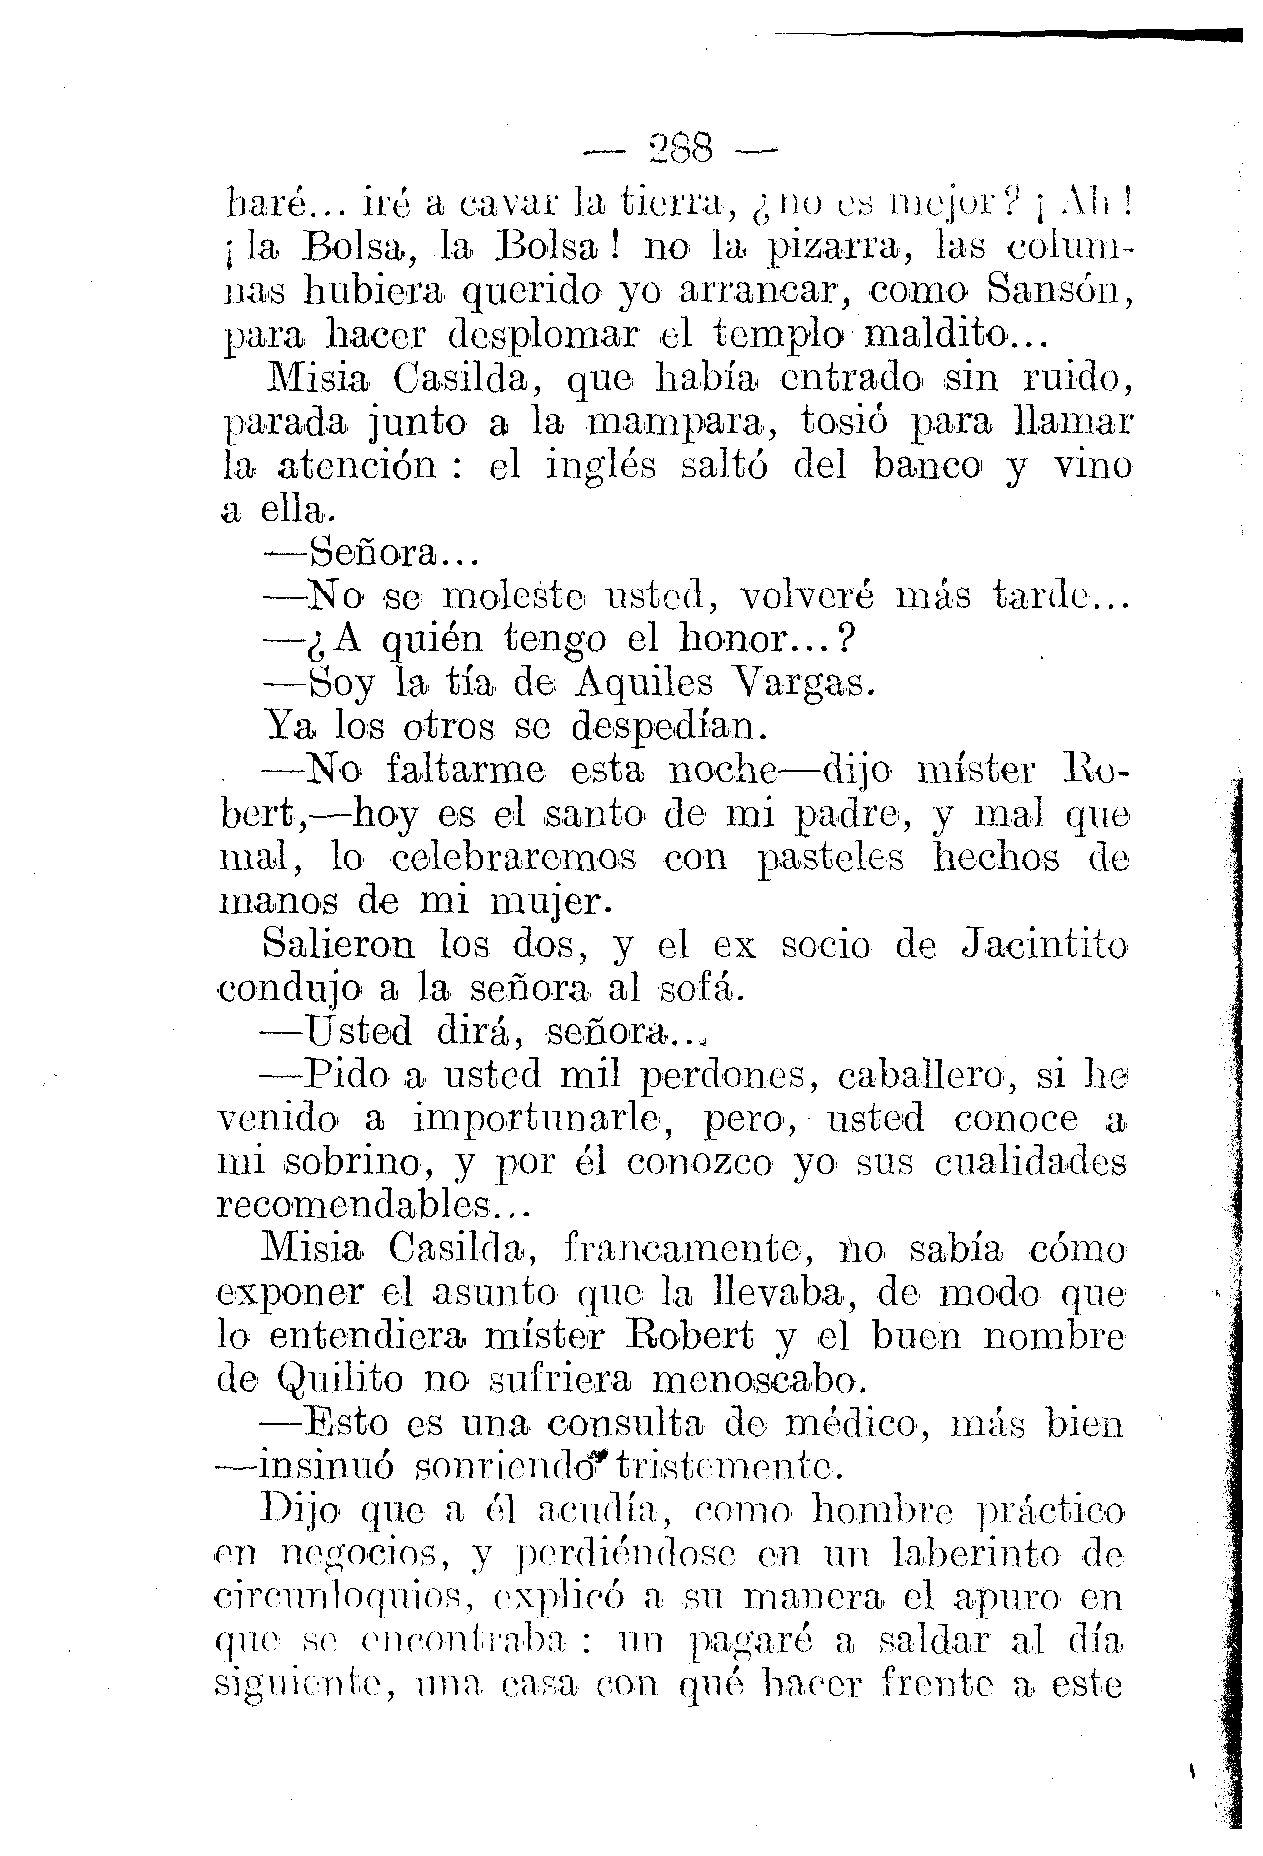 — 288 —
haré... iré a cavar la tierra, ¿no es mejor? ¡Ah!
¡la Bolsa, la Bolsa! no la pizarra, las colum-
nas hubiera querido yo arrancar, como Sansón,
para hacer desplomar el templo maldito...
Misia Casilda, que había entrado sin ruido,
parada junto a la mampara, tosió para llamar
la atención: el inglés saltó del banco y vino
a ella.
—Señora...
—No se moleste usted, volveré más tarde...
—¿A quién tengo el honor...?
—Soy la tía de Aquiles Vargas.
Ya los otros se despedían.
—No faltarme esta noche—dijo míster Ro-
bert,—hoy es el santo de mi padre, y mal que
mal, lo celebraremos con pasteles hechos de
manos de mi mujer.
Salieron los dos, y el ex socio de Jacintito
condujo a la señora al sofá.
—Usted dirá, señora...
—Pido a usted mil perdones, caballero, si he
venido a importunarle, pero, usted conoce a
mi sobrino, y por él conozco yo sus cualidades
recomendables...
Misia Casilda, francamente, no sabía cómo
exponer el asunto que la llevaba, de modo que
lo entendiera míster Robert y el buen nombre
de Quilito no sufriera menoscabo.
—Esto es una consulta de médico, más bien
—insinuó sonriendo tristemente.
Dijo que a él acudía, como hombre práctico
en negocios, y perdiéndose en un laberinto de
circunloquios, explicó a su manera el apuro en
que se encontraba: un pagaré a saldar al día
siguiente, una casa con qué hacer frente a este